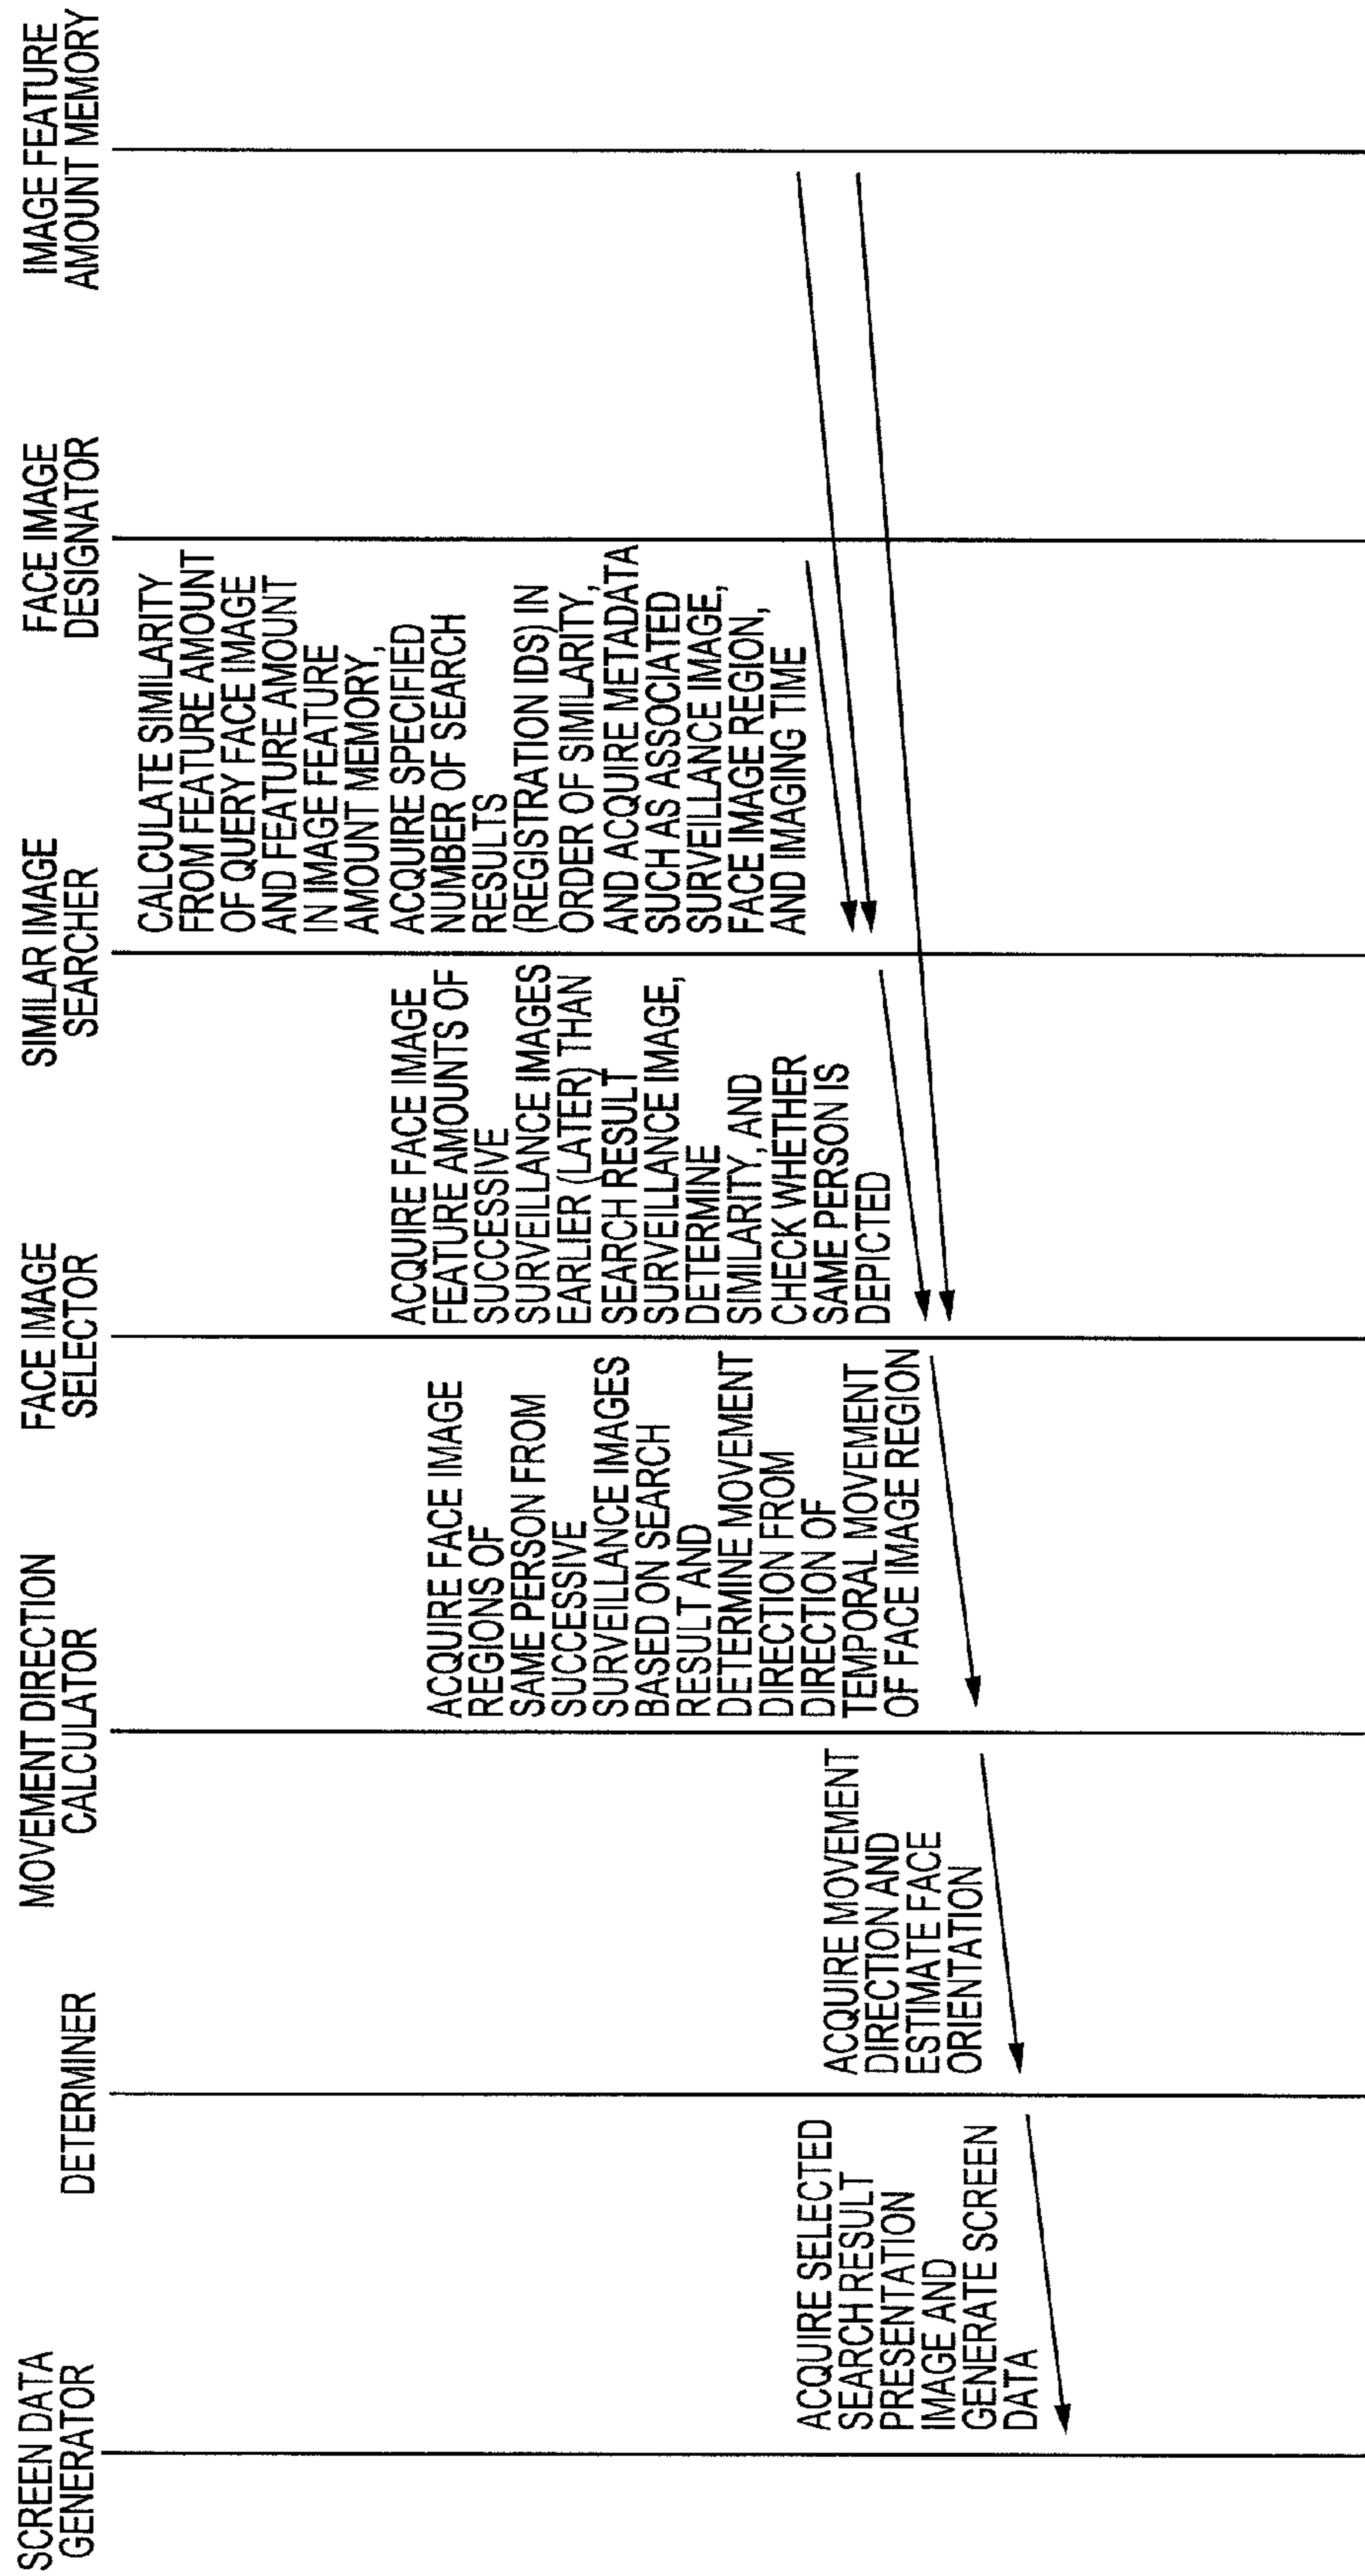 SCREEN DATA
GENERATOR
DETERMINER
MOVEMENT DIRECTION
CALCULATOR
FACE IMAGE
SELECTOR
SIMILAR IMAGE
SEARCHER
FACE IMAGE
DESIGNATOR
IMAGE FEATURE
AMOUNT MEMORY
ACQUIRE SELECTED
SEARCH RESULT
PRESENTATION
IMAGE AND
GENERATE SCREEN
DATA
ACQUIRE MOVEMENT
DIRECTION AND
ESTIMATE FACE
ORIENTATION
ACQUIRE FACE IMAGE
REGIONS OF
SAME PERSON FROM
SUCCESSIVE
SURVEILLANCE IMAGES
BASED ON SEARCH
RESULT AND
DETERMINE MOVEMENT
DIRECTION FROM
DIRECTION OF
TEMPORAL MOVEMENT
OF FACE IMAGE REGION
ACQUIRE FACE IMAGE
FEATURE AMOUNTS OF
SUCCESSIVE
SURVEILLANCE IMAGES
EARLIER (LATER) THAN
SEARCH RESULT
SURVEILLANCE IMAGE,
DETERMINE
SIMILARITY, AND
CHECK WHETHER
SAME PERSON IS
DEPICTED
CALCULATE SIMILARITY
FROM FEATURE AMOUNT
OF QUERY FACE IMAGE
AND FEATURE AMOUNT
IN IMAGE FEATURE
AMOUNT MEMORY,
ACQUIRE SPECIFIED
NUMBER OF SEARCH
RESULTS
(REGISTRATION IDS) IN
ORDER OF SIMILARITY,
AND ACQUIRE METADATA
SUCH AS ASSOCIATED
SURVEILLANCE IMAGE,
FACE IMAGE REGION,
AND IMAGING TIME